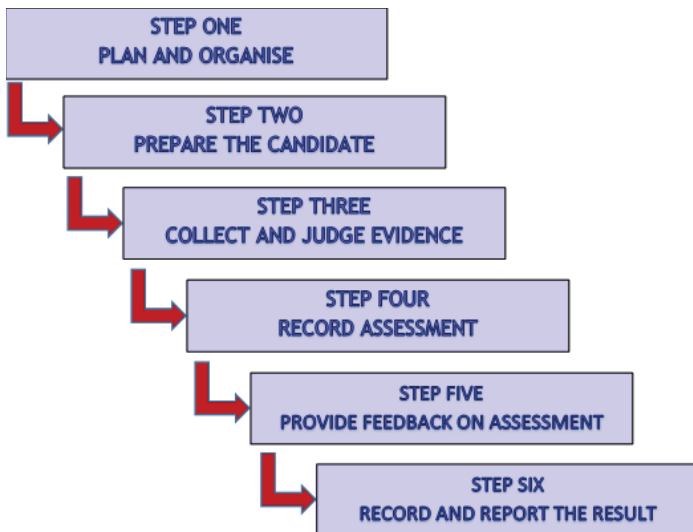 STEP ONE
PLAN AND ORGANISE
STEP TWO
PREPARE THE CANDIDATE
STEP THREE
COLLECT AND JUDGE EVIDENCE
STEP FOUR
RECORD ASSESSMENT
STEP FIVE
PROVIDE FEEDBACK ON ASSESSMENT
STEP SIX
RECORD AND REPORT THE RESULT